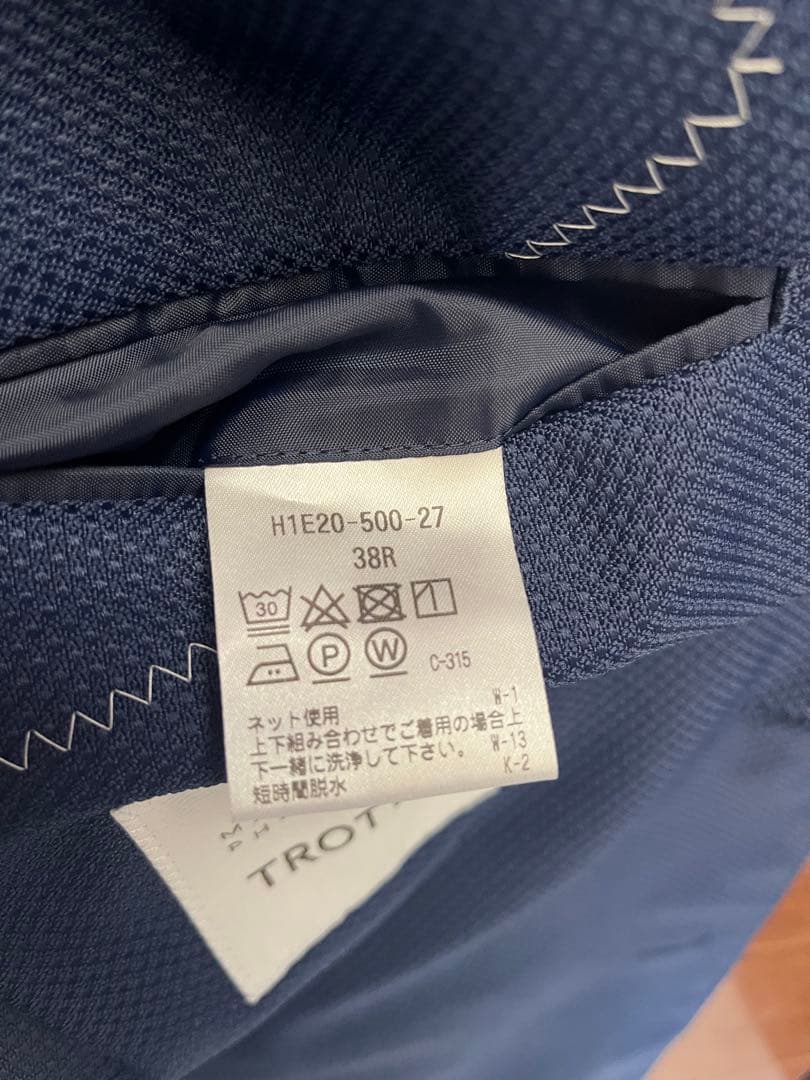 H1E20-500-27
38R
30
P W C-315
W-1
ネット使用
上下組み合わせでご着用の場合上 W-13
下一緒に洗浄して下さい。 K-2
短時間脱水
TROT